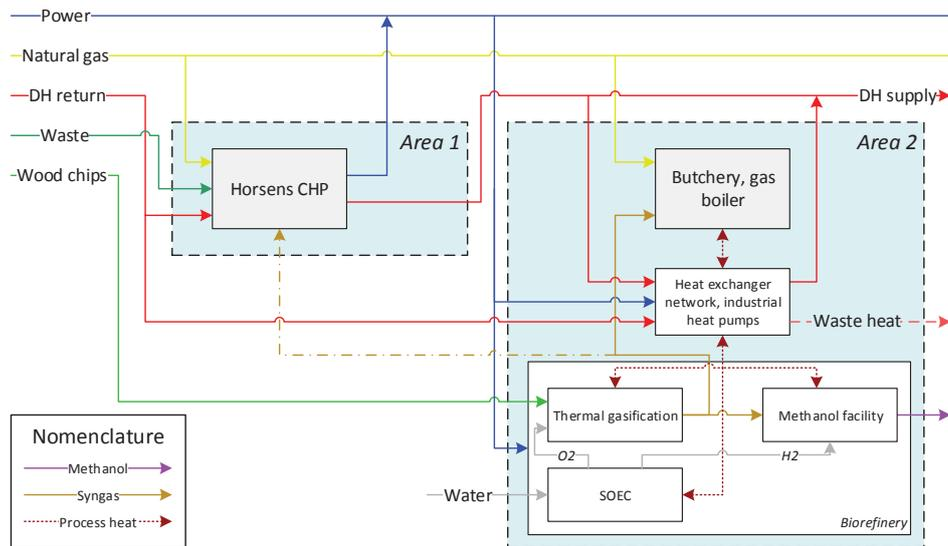 Power
Natural gas
DH return
DH supply
Waste
Area 1
Area 2
Wood chips
Horsens CHP
Butchery, gas
boiler
Heat exchanger
network, industrial
heat pumps
Waste heat
Thermal gasification
Methanol facility
Nomenclature
Methanol
Syngas
Process heat
O2
H2
Water
SOEC
Biorefinery